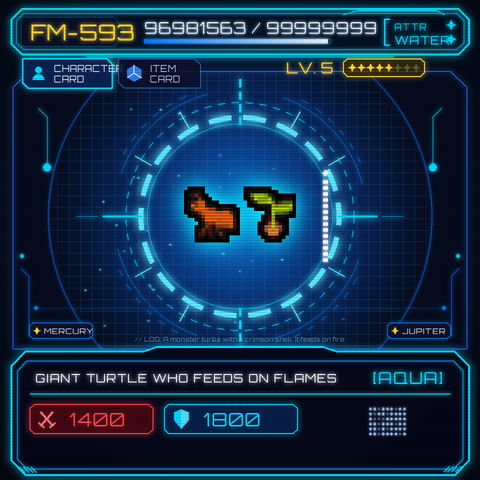 FM-593
96981563 / 99999999
ATTR
WATER
CHARACTER
CARD
ITEM
CARD
LV. 5
MERCURY
JUPITER
// LOG: A monster turtle with a crimson shell. It feeds on fire.
GIANT TURTLE WHO FEEDS ON FLAMES
[AQUA]
1400
1800